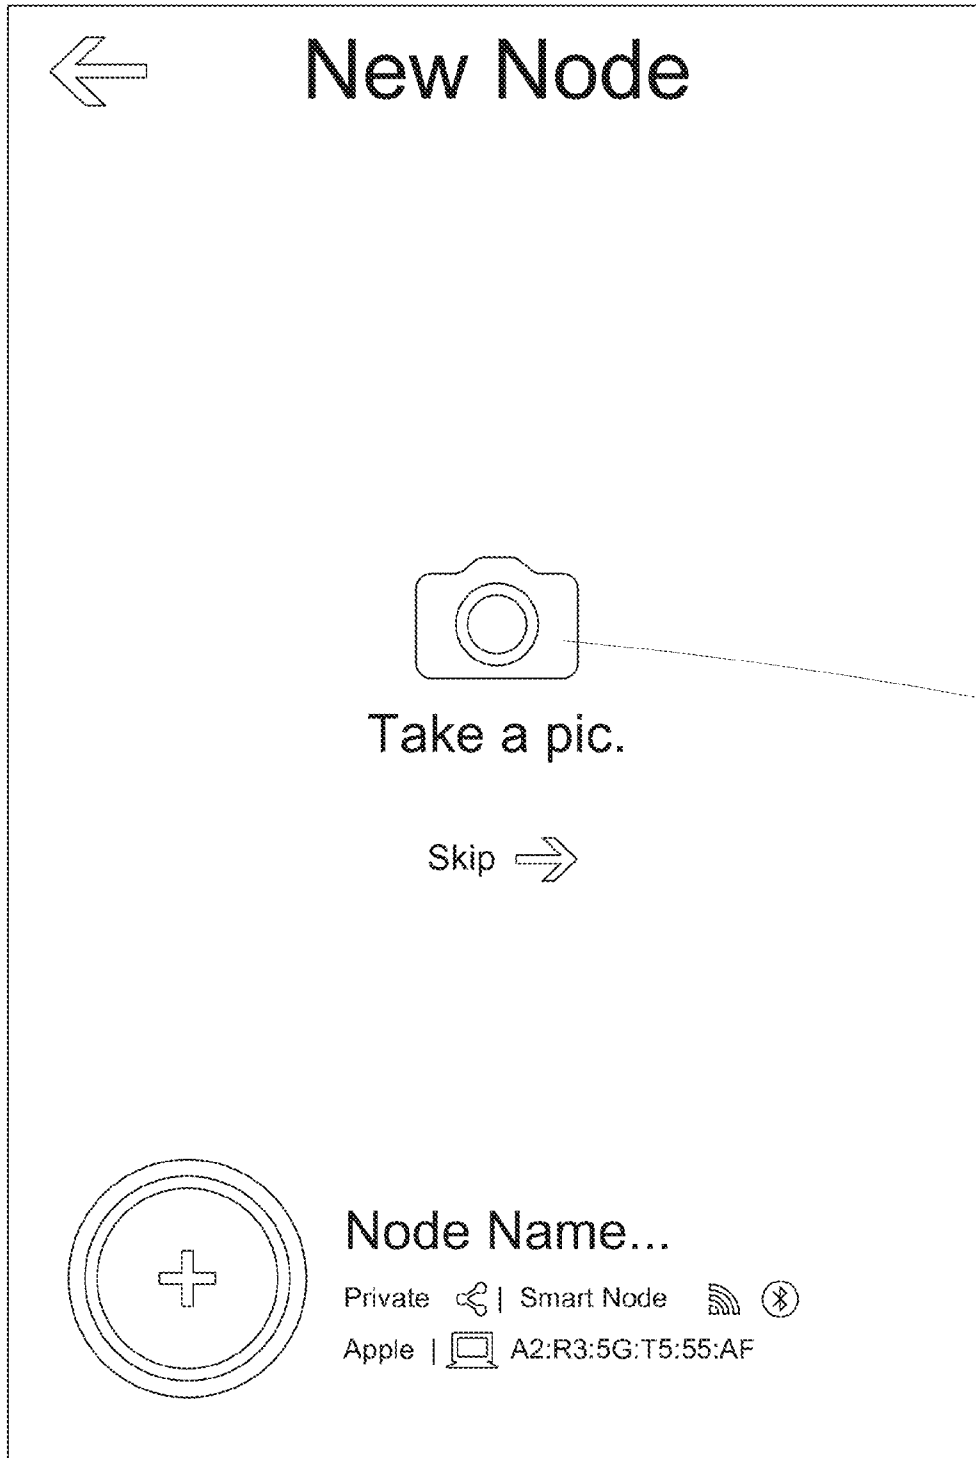 New Node
Take a pic.
Skip
Node Name...
Private | Smart Node
Apple | A2:R3:5G:T5:55:AF